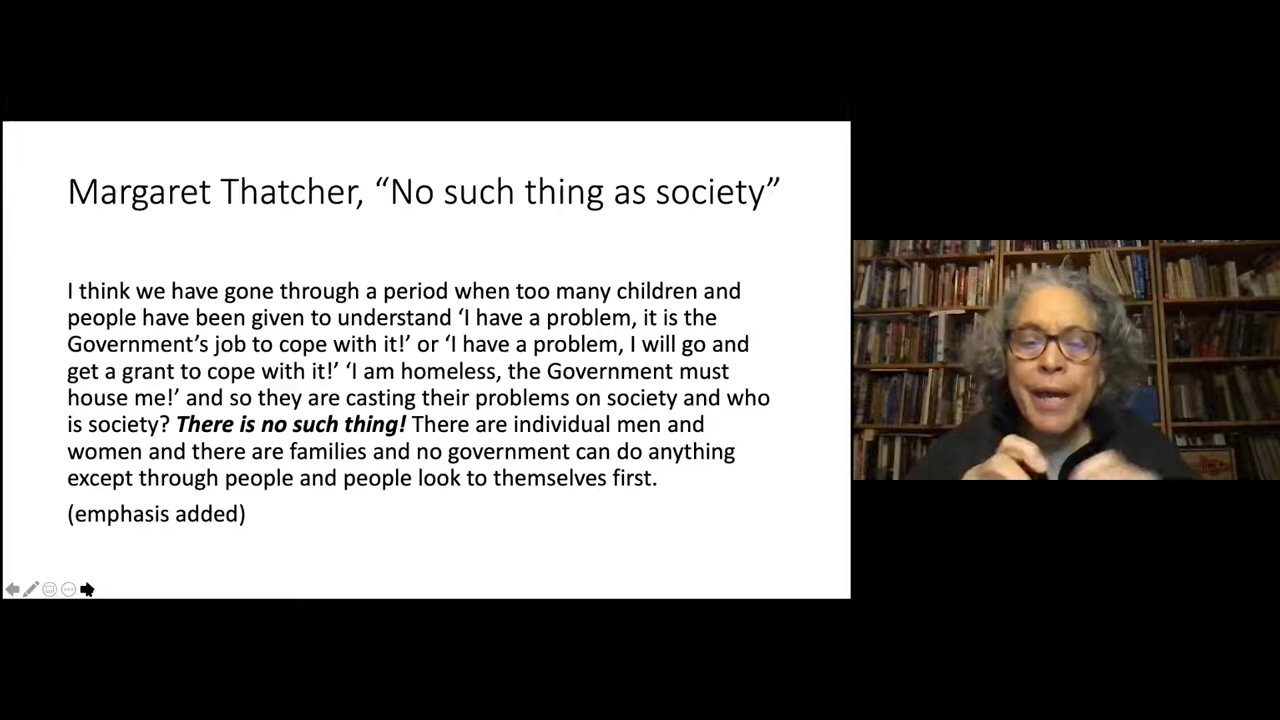 Margaret Thatcher, “No such thing as society”
I think we have gone through a period when too many children and
people have been given to understand ‘I have a problem, it is the
Government’s job to cope with it!’ or ‘I have a problem, I will go and
get a grant to cope with it!’ ‘I am homeless, the Government must
house me!’ and so they are casting their problems on society and who
is society? There is no such thing! There are individual men and
women and there are families and no government can do anything
except through people and people look to themselves first.
(emphasis added)